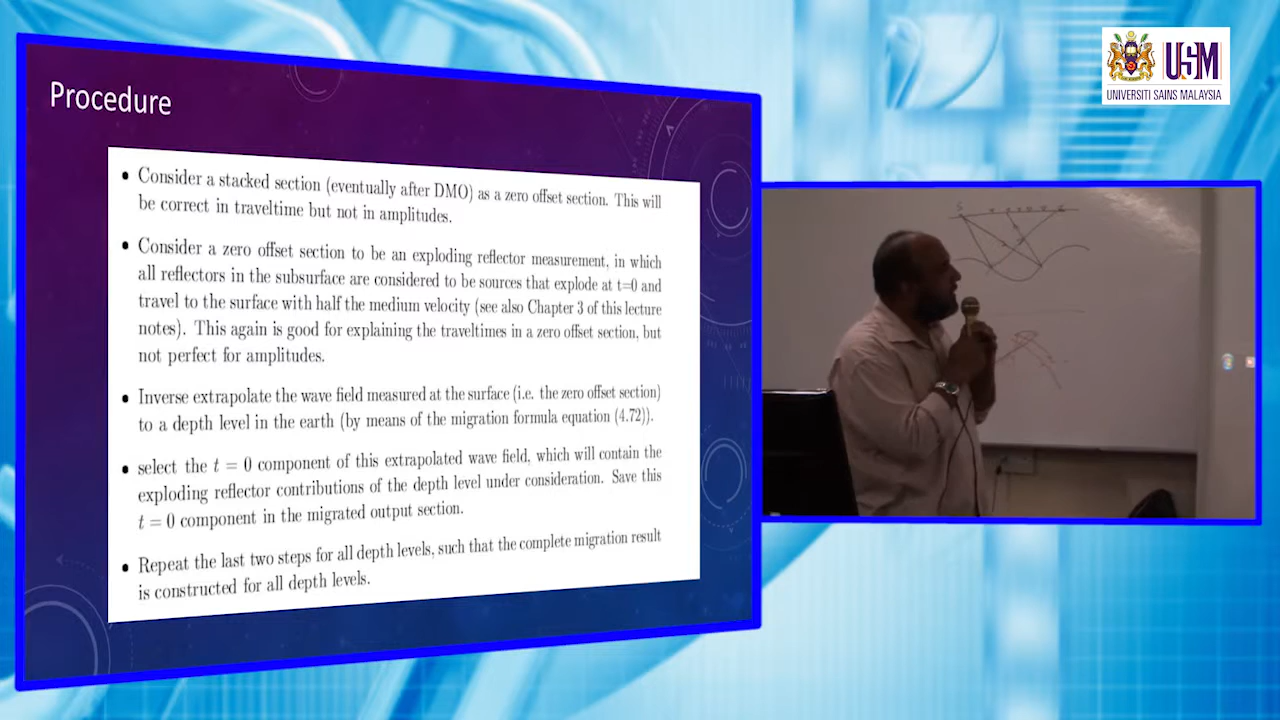 Procedure
• Consider a stacked section (eventually after DMO) as a zero offset section. This will
be correct in traveltime but not in amplitudes.
• Consider a zero offset section to be an exploding reflector measurement, in which
all reflectors in the subsurface are considered to be sources that explode at t=0 and
travel to the surface with half the medium velocity (see also Chapter 3 of this lecture
notes). This again is good for explaining the traveltimes in a zero offset section, but
not perfect for amplitudes.
• Inverse extrapolate the wave field measured at the surface (i.e. the zero offset section)
to a depth level in the earth (by means of the migration formula equation (4.72)).
• select the t = 0 component of this extrapolated wave field, which will contain the
exploding reflector contributions of the depth level under consideration. Save this
t = 0 component in the migrated output section.
• Repeat the last two steps for all depth levels, such that the complete migration result
is constructed for all depth levels.
USM
UNIVERSITI SAINS MALAYSIA
S